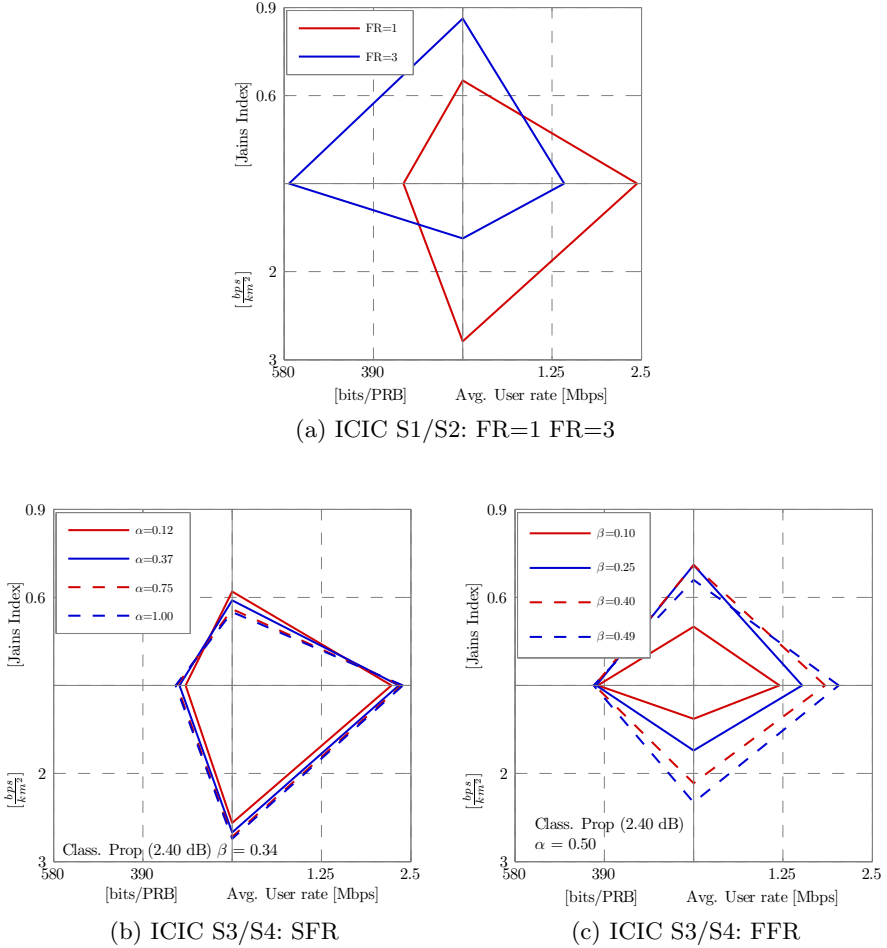 0.9
FR=1
FR=3
0.6
[Jains Index]
2
[bps/km²]
3
580
390
1.25
2.5
[bits/PRB]
Avg. User rate [Mbps]
(a) ICIC S1/S2: FR=1 FR=3
0.9
α=0.12
α=0.37
α=0.75
α=1.00
0.6
[Jains Index]
2
[bps/km²]
Class. Prop (2.40 dB) β = 0.34
3
580
390
1.25
2.5
[bits/PRB]
Avg. User rate [Mbps]
(b) ICIC S3/S4: SFR
0.9
β=0.10
β=0.25
β=0.40
β=0.49
0.6
[Jains Index]
2
[bps/km²]
Class. Prop (2.40 dB)
α = 0.50
3
580
390
1.25
2.5
[bits/PRB]
Avg. User rate [Mbps]
(c) ICIC S3/S4: FFR